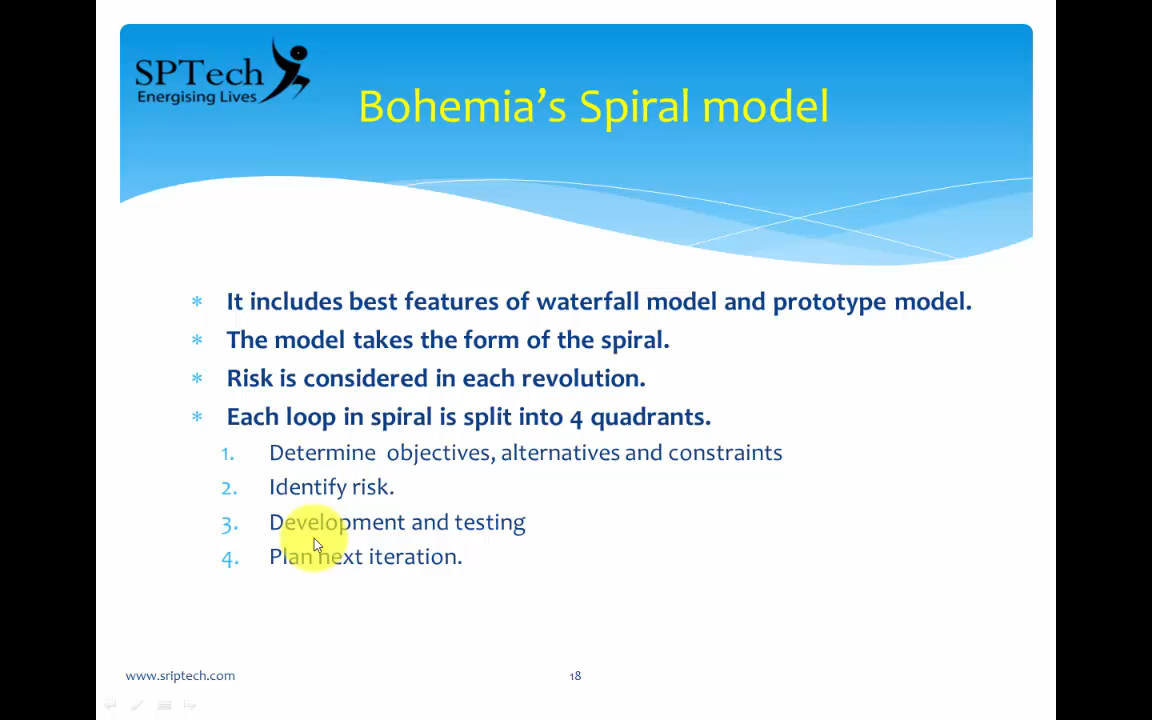 SPTech
Energising Lives
Bohemia's Spiral model
* It includes best features of waterfall model and prototype model.
* The model takes the form of the spiral.
* Risk is considered in each revolution.
* Each loop in spiral is split into 4 quadrants.
1. Determine objectives, alternatives and constraints
2. Identify risk.
3. Development and testing
4. Plan next iteration.
www.sriptech.com
18